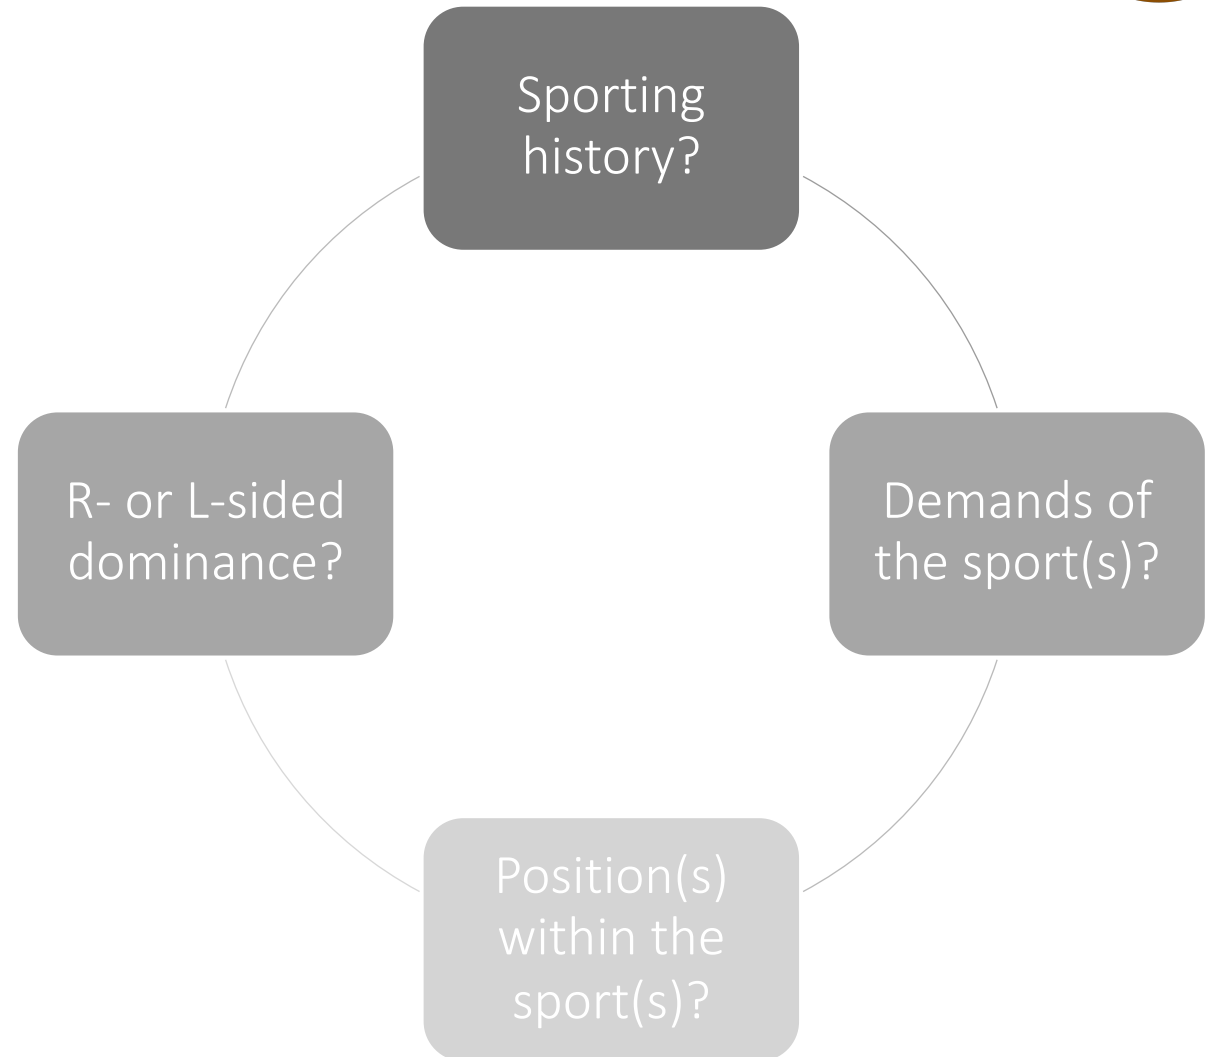 Sporting
history?
R- or L-sided
dominance?
Demands of
the sport(s)?
Position(s)
within the
sport(s)?